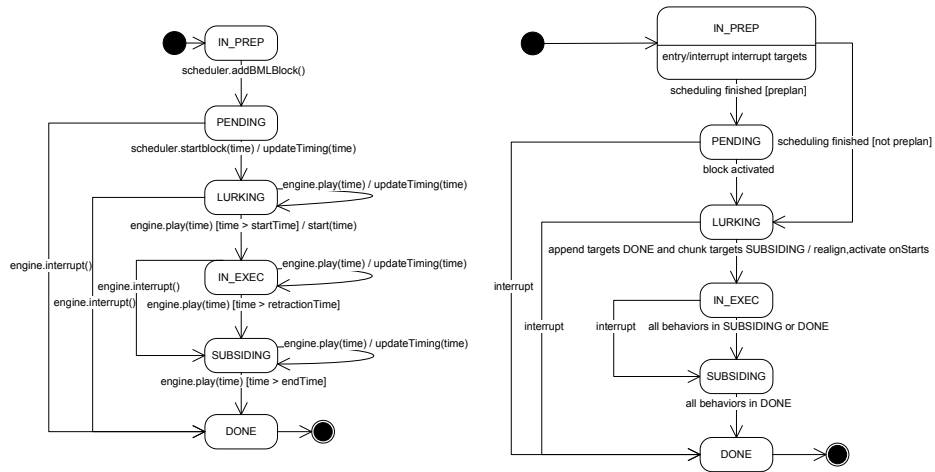 IN_PREP
scheduler.addBMLBlock()
PENDING
scheduler.startblock(time) / updateTiming(time)
engine.play(time) / updateTiming(time)
LURKING
engine.play(time) [time > startTime] / start(time)
engine.interrupt()
engine.play(time) / updateTiming(time)
IN_EXEC
engine.interrupt()
engine.interrupt()
engine.play(time) [time > retractionTime]
engine.play(time) / updateTiming(time)
SUBSIDING
engine.play(time) [time > endTime]
DONE
IN_PREP
entry/interrupt interrupt targets
scheduling finished [preplan]
PENDING
scheduling finished [not preplan]
block activated
LURKING
append targets DONE and chunk targets SUBSIDING / realign,activate onStarts
interrupt
IN_EXEC
interrupt
interrupt
all behaviors in SUBSIDING or DONE
SUBSIDING
all behaviors in DONE
DONE